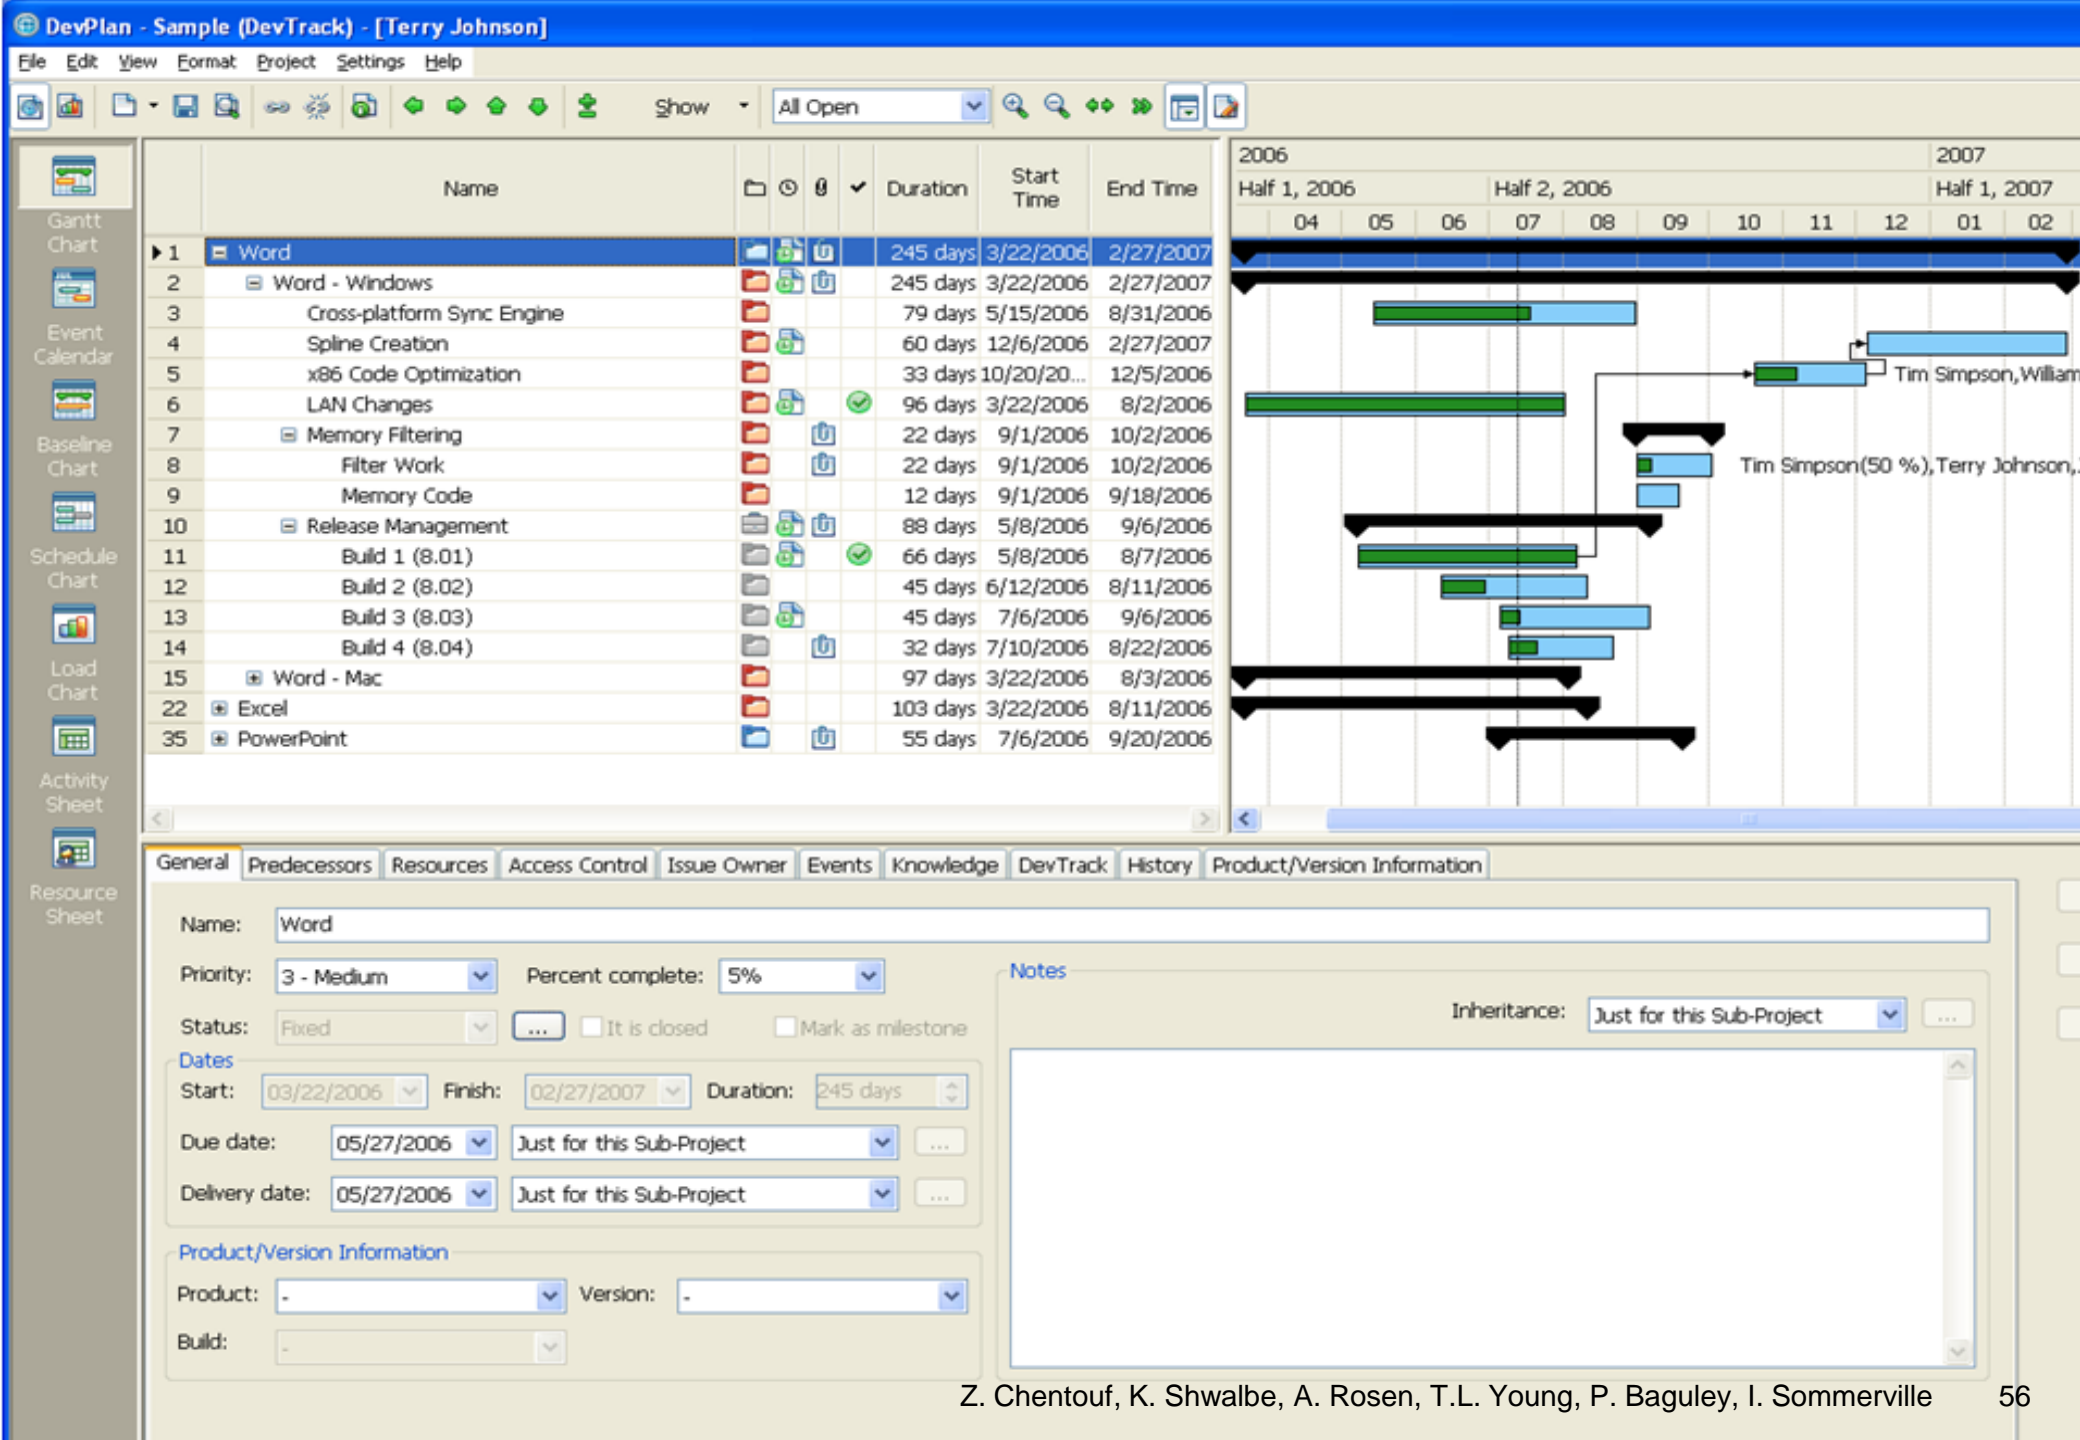 DevPlan - Sample (DevTrack) - [Terry Johnson]
File Edit View Format Project Settings Help
Show All Open
Gantt Chart
Event Calendar
Baseline Chart
Schedule Chart
Load Chart
Activity Sheet
Resource Sheet
Name Duration Start Time End Time
1 Word 245 days 3/22/2006 2/27/2007
2 Word - Windows 245 days 3/22/2006 2/27/2007
3 Cross-platform Sync Engine 79 days 5/15/2006 8/31/2006
4 Spline Creation 60 days 12/6/2006 2/27/2007
5 x86 Code Optimization 33 days 10/20/20... 12/5/2006
6 LAN Changes 96 days 3/22/2006 8/2/2006
7 Memory Filtering 22 days 9/1/2006 10/2/2006
8 Filter Work 22 days 9/1/2006 10/2/2006
9 Memory Code 12 days 9/1/2006 9/18/2006
10 Release Management 88 days 5/8/2006 9/6/2006
11 Build 1 (8.01) 66 days 5/8/2006 8/7/2006
12 Build 2 (8.02) 45 days 6/12/2006 8/11/2006
13 Build 3 (8.03) 45 days 7/6/2006 9/6/2006
14 Build 4 (8.04) 32 days 7/10/2006 8/22/2006
15 Word - Mac 97 days 3/22/2006 8/3/2006
22 Excel 103 days 3/22/2006 8/11/2006
35 PowerPoint 55 days 7/6/2006 9/20/2006
2006 2007
Half 1, 2006 Half 2, 2006 Half 1, 2007
04 05 06 07 08 09 10 11 12 01 02
Tim Simpson,William
Tim Simpson(50 %),Terry Johnson,
General Predecessors Resources Access Control Issue Owner Events Knowledge DevTrack History Product/Version Information
Name: Word
Priority: 3 - Medium Percent complete: 5%
Status: Fixed ... It is closed Mark as milestone
Dates
Start: 03/22/2006 Finish: 02/27/2007 Duration: 245 days
Due date: 05/27/2006 Just for this Sub-Project ...
Delivery date: 05/27/2006 Just for this Sub-Project ...
Product/Version Information
Product: - Version: -
Build: -
Notes
Inheritance: Just for this Sub-Project ...
Z. Chentouf, K. Shwalbe, A. Rosen, T.L. Young, P. Baguley, I. Sommerville 56